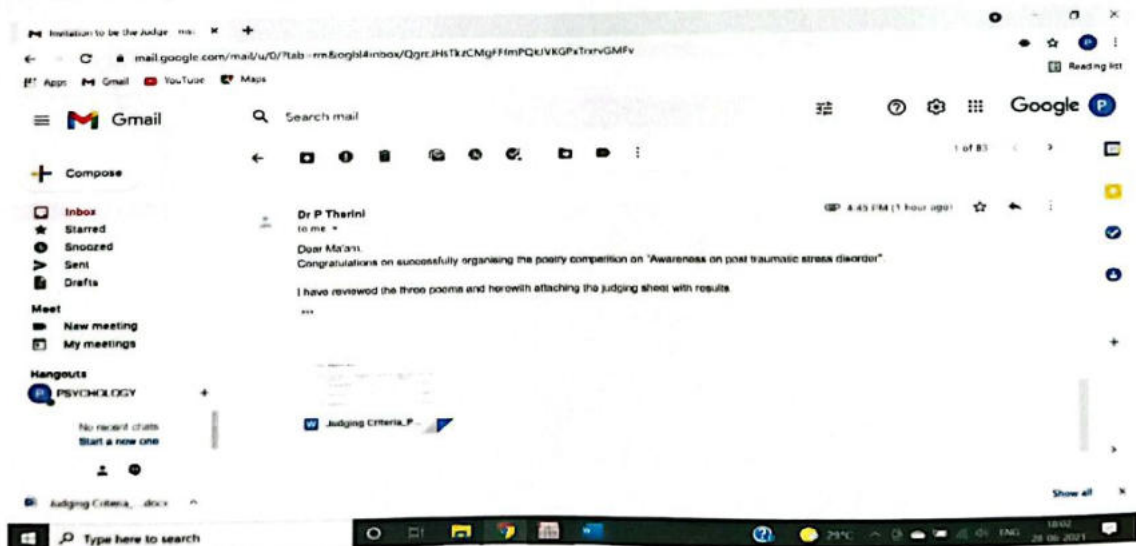 Invitation to be the Judge
mail.google.com/mail/u/0/?tab=rm&ogbl#inbox/
Reading list
Apps
Gmail
YouTube
Maps
Gmail
Search mail
Google
P
Compose
1 of 83
Inbox
Starred
Snoozed
Sent
Drafts
Meet
New meeting
My meetings
Hangouts
P PSYCHOLOGY +
No recent chats
Start a new one
Dr P Tharini
4:45 PM (1 hour ago)
to me
Dear Ma'am,
Congratulations on successfully organising the poetry competition on "Awareness on post traumatic stress disorder".
I have reviewed the three poems and herewith attaching the judging sheet with results
...
W Judging Criteria_P...
Judging Criteria_...docx
Show all
Type here to search
29°C
ENG
18:02
28-06-2021